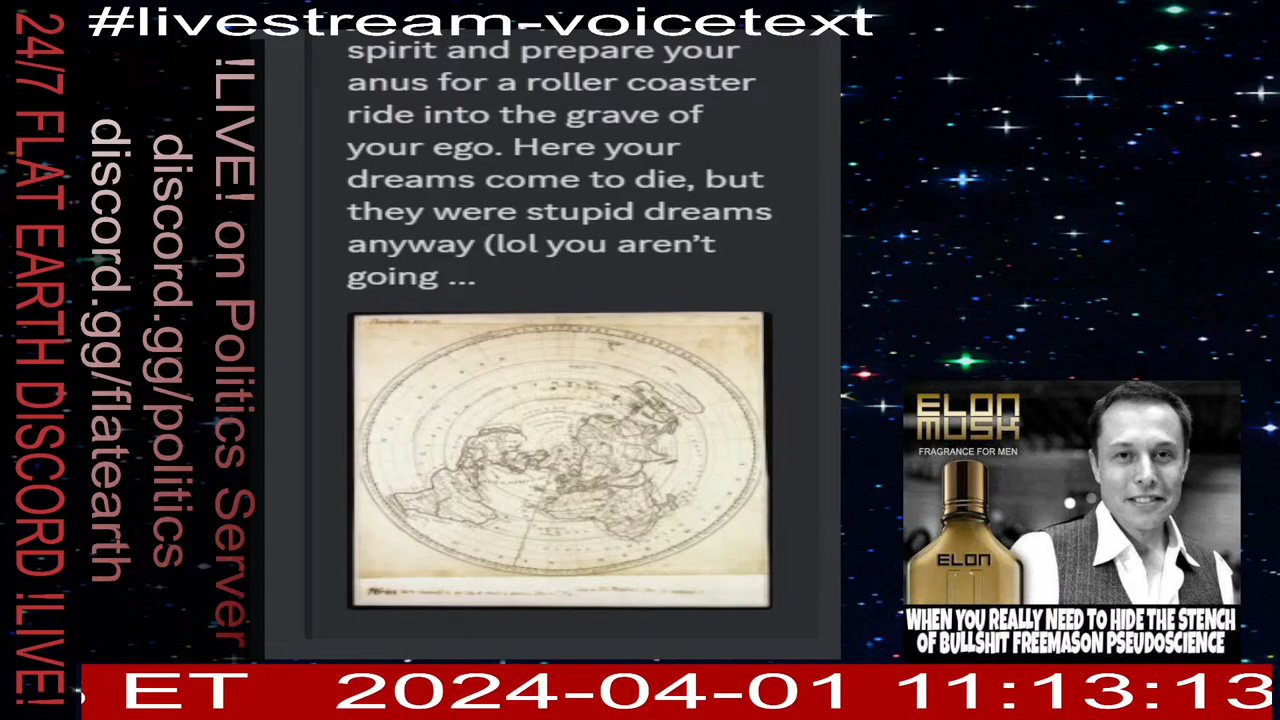 #livestream-voicetext
24/7 FLAT EARTH DISCORD !LIVE!
discord.gg/flatearth
discord.gg/politics
!LIVE! on Politics Server
spirit and prepare your
anus for a roller coaster
ride into the grave of
your ego. Here your
dreams come to die, but
they were stupid dreams
anyway (lol you aren't
going ...
ELON
MUSK
FRAGRANCE FOR MEN
ELON
WHEN YOU REALLY NEED TO HIDE THE STENCH
OF BULLSHIT FREEMASON PSEUDOSCIENCE
ET 2024-04-01 11:13:13